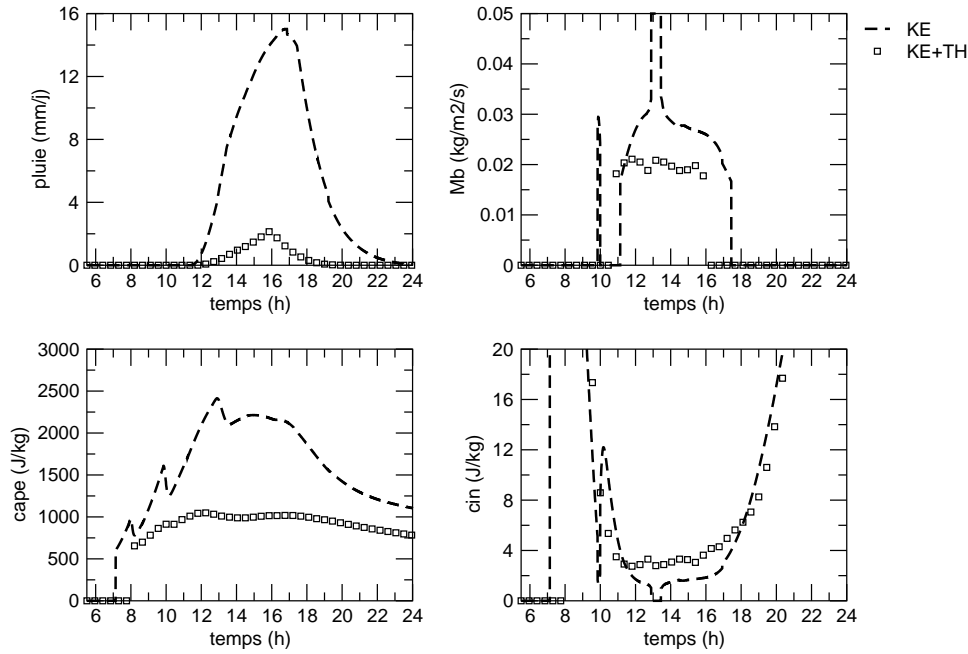 16
12
8
4
0
pluie (mm/j)
6 8 10 12 14 16 18 20 22 24
temps (h)
0.05
0.04
0.03
0.02
0.01
0
Mb (kg/m2/s)
6 8 10 12 14 16 18 20 22 24
temps (h)
KE
KE+TH
3000
2500
2000
1500
1000
500
0
cape (J/kg)
6 8 10 12 14 16 18 20 22 24
temps (h)
20
16
12
8
4
0
cin (J/kg)
6 8 10 12 14 16 18 20 22 24
temps (h)